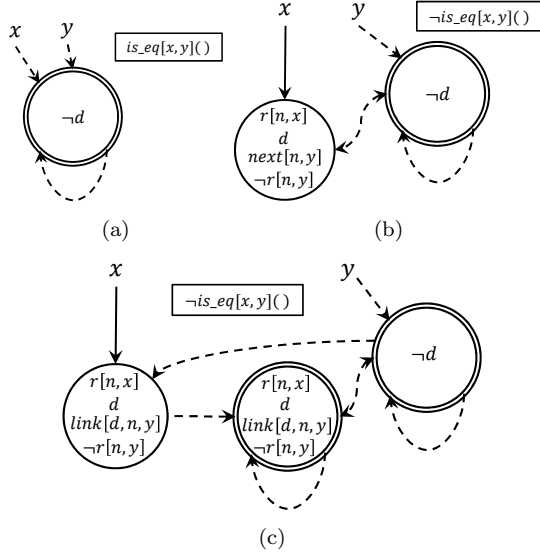 x
y
is_eq[x,y]()
¬d
(a)
x
y
¬is_eq[x,y]()
r[n,x]
d
next[n,y]
¬r[n,y]
¬d
(b)
x
y
¬is_eq[x,y]()
r[n,x]
d
link[d,n,y]
¬r[n,y]
r[n,x]
d
link[d,n,y]
¬r[n,y]
¬d
(c)